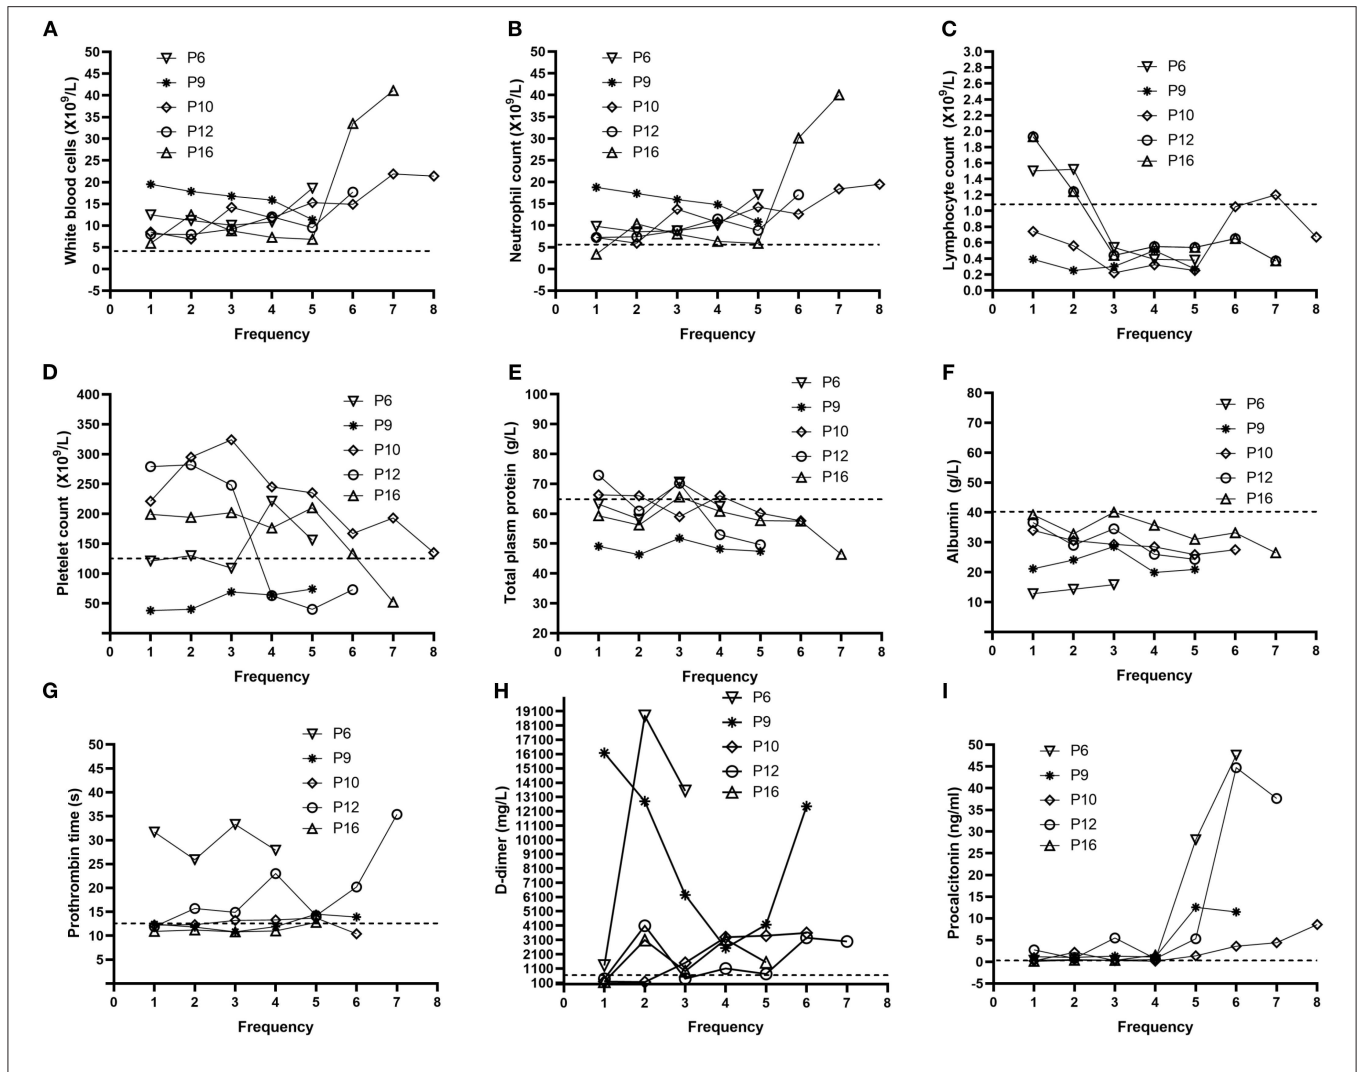 A
White blood cells (X10⁹/L)
50
45
40
35
30
25
20
15
10
5
0
-5
P6
P9
P10
P12
P16
0 1 2 3 4 5 6 7 8
Frequency
B
Neutrophil count (X10⁹/L)
50
45
40
35
30
25
20
15
10
5
0
-5
P6
P9
P10
P12
P16
0 1 2 3 4 5 6 7 8
Frequency
C
Lymphocyte count (X10⁹/L)
3.0
2.8
2.6
2.4
2.2
2.0
1.8
1.6
1.4
1.2
1.0
0.8
0.6
0.4
0.2
0.0
P6
P9
P10
P12
P16
0 1 2 3 4 5 6 7 8
Frequency
D
Pletelet count (X10⁹/L)
400
350
300
250
200
150
100
50
P6
P9
P10
P12
P16
0 1 2 3 4 5 6 7 8
Frequency
E
Total plasm protein (g/L)
100
90
80
70
60
50
40
30
20
P6
P9
P10
P12
P16
0 1 2 3 4 5 6 7 8
Frequency
F
Albumin (g/L)
80
70
60
50
40
30
20
10
P6
P9
P10
P12
P16
0 1 2 3 4 5 6 7 8
Frequency
G
Prothrombin time (s)
50
45
40
35
30
25
20
15
10
5
P6
P9
P10
P12
P16
0 1 2 3 4 5 6 7 8
Frequency
H
D-dimer (mg/L)
19100
18100
17100
16100
15100
14100
13100
12100
11100
10100
9100
8100
7100
6100
5100
4100
3100
2100
1100
100
P6
P9
P10
P12
P16
0 1 2 3 4 5 6 7 8
Frequency
I
Procalcitonin (ng/ml)
50
45
40
35
30
25
20
15
10
5
0
-5
P6
P9
P10
P12
P16
0 1 2 3 4 5 6 7 8
Frequency